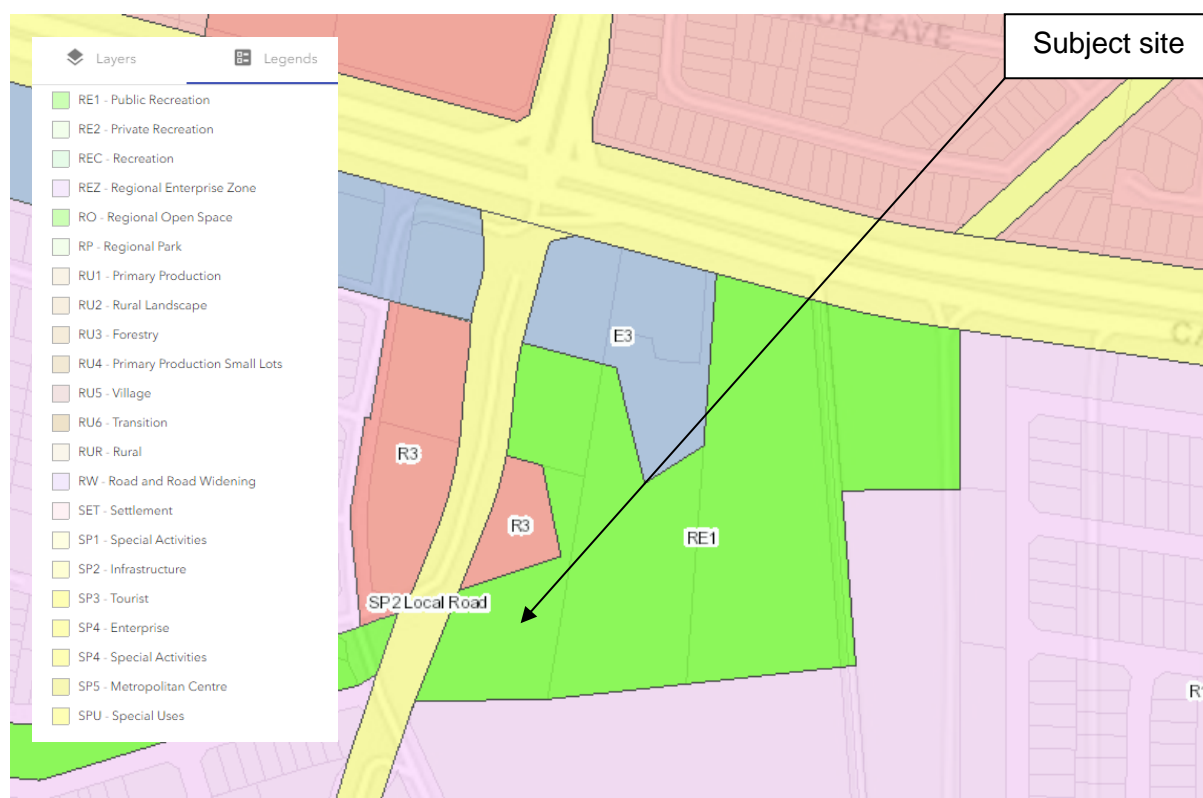 Subject site
Layers
Legends
RE1 - Public Recreation
RE2 - Private Recreation
REC - Recreation
REZ - Regional Enterprise Zone
RO - Regional Open Space
RP - Regional Park
RU1 - Primary Production
RU2 - Rural Landscape
RU3 - Forestry
RU4 - Primary Production Small Lots
RU5 - Village
RU6 - Transition
RUR - Rural
RW - Road and Road Widening
SET - Settlement
SP1 - Special Activities
SP2 - Infrastructure
SP3 - Tourist
SP4 - Enterprise
SP4 - Special Activities
SP5 - Metropolitan Centre
SPU - Special Uses
AVE
E3
R3
R3
RE1
SP2 Local Road